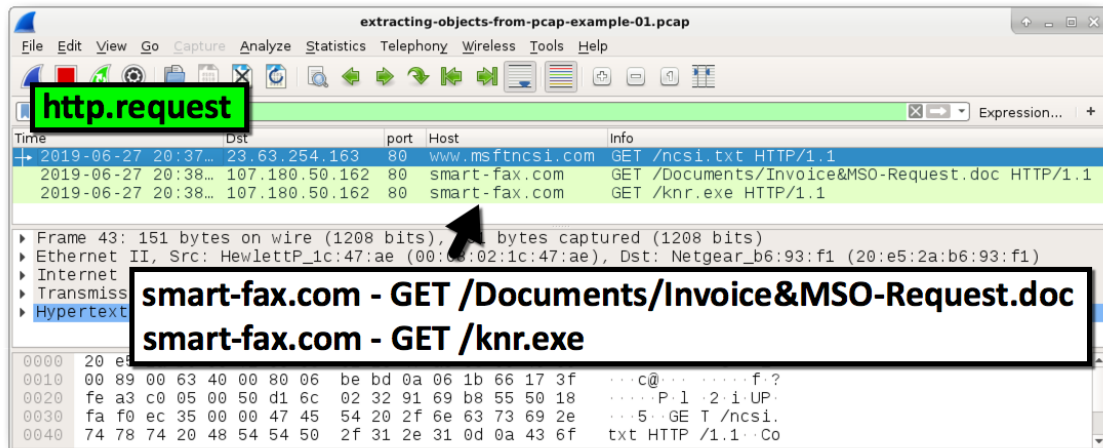 extracting-objects-from-pcap-example-01.pcap
File Edit View Go Capture Analyze Statistics Telephony Wireless Tools Help
http.request
Expression... +
Time Dst port Host Info
2019-06-27 20:37… 23.63.254.163 80 www.msftncsi.com GET /ncsi.txt HTTP/1.1
2019-06-27 20:38… 107.180.50.162 80 smart-fax.com GET /Documents/Invoice&MSO-Request.doc HTTP/1.1
2019-06-27 20:38… 107.180.50.162 80 smart-fax.com GET /knr.exe HTTP/1.1
Frame 43: 151 bytes on wire (1208 bits), bytes captured (1208 bits)
Ethernet II, Src: HewlettP_1c:47:ae (00:08:02:1c:47:ae), Dst: Netgear_b6:93:f1 (20:e5:2a:b6:93:f1)
Internet
Transmiss
Hypertext
smart-fax.com - GET /Documents/Invoice&MSO-Request.doc
smart-fax.com - GET /knr.exe
0000 20
0010 00 89 00 63 40 00 80 06 be bd 0a 06 1b 66 17 3f ···c@··· ·····f·?
0020 fe a3 c0 05 00 50 d1 6c 02 32 91 69 b8 55 50 18 ·····P·l ·2·i·UP·
0030 fa f0 ec 35 00 00 47 45 54 20 2f 6e 63 73 69 2e ···5··GE T /ncsi.
0040 74 78 74 20 48 54 54 50 2f 31 2e 31 0d 0a 43 6f txt HTTP /1.1··Co